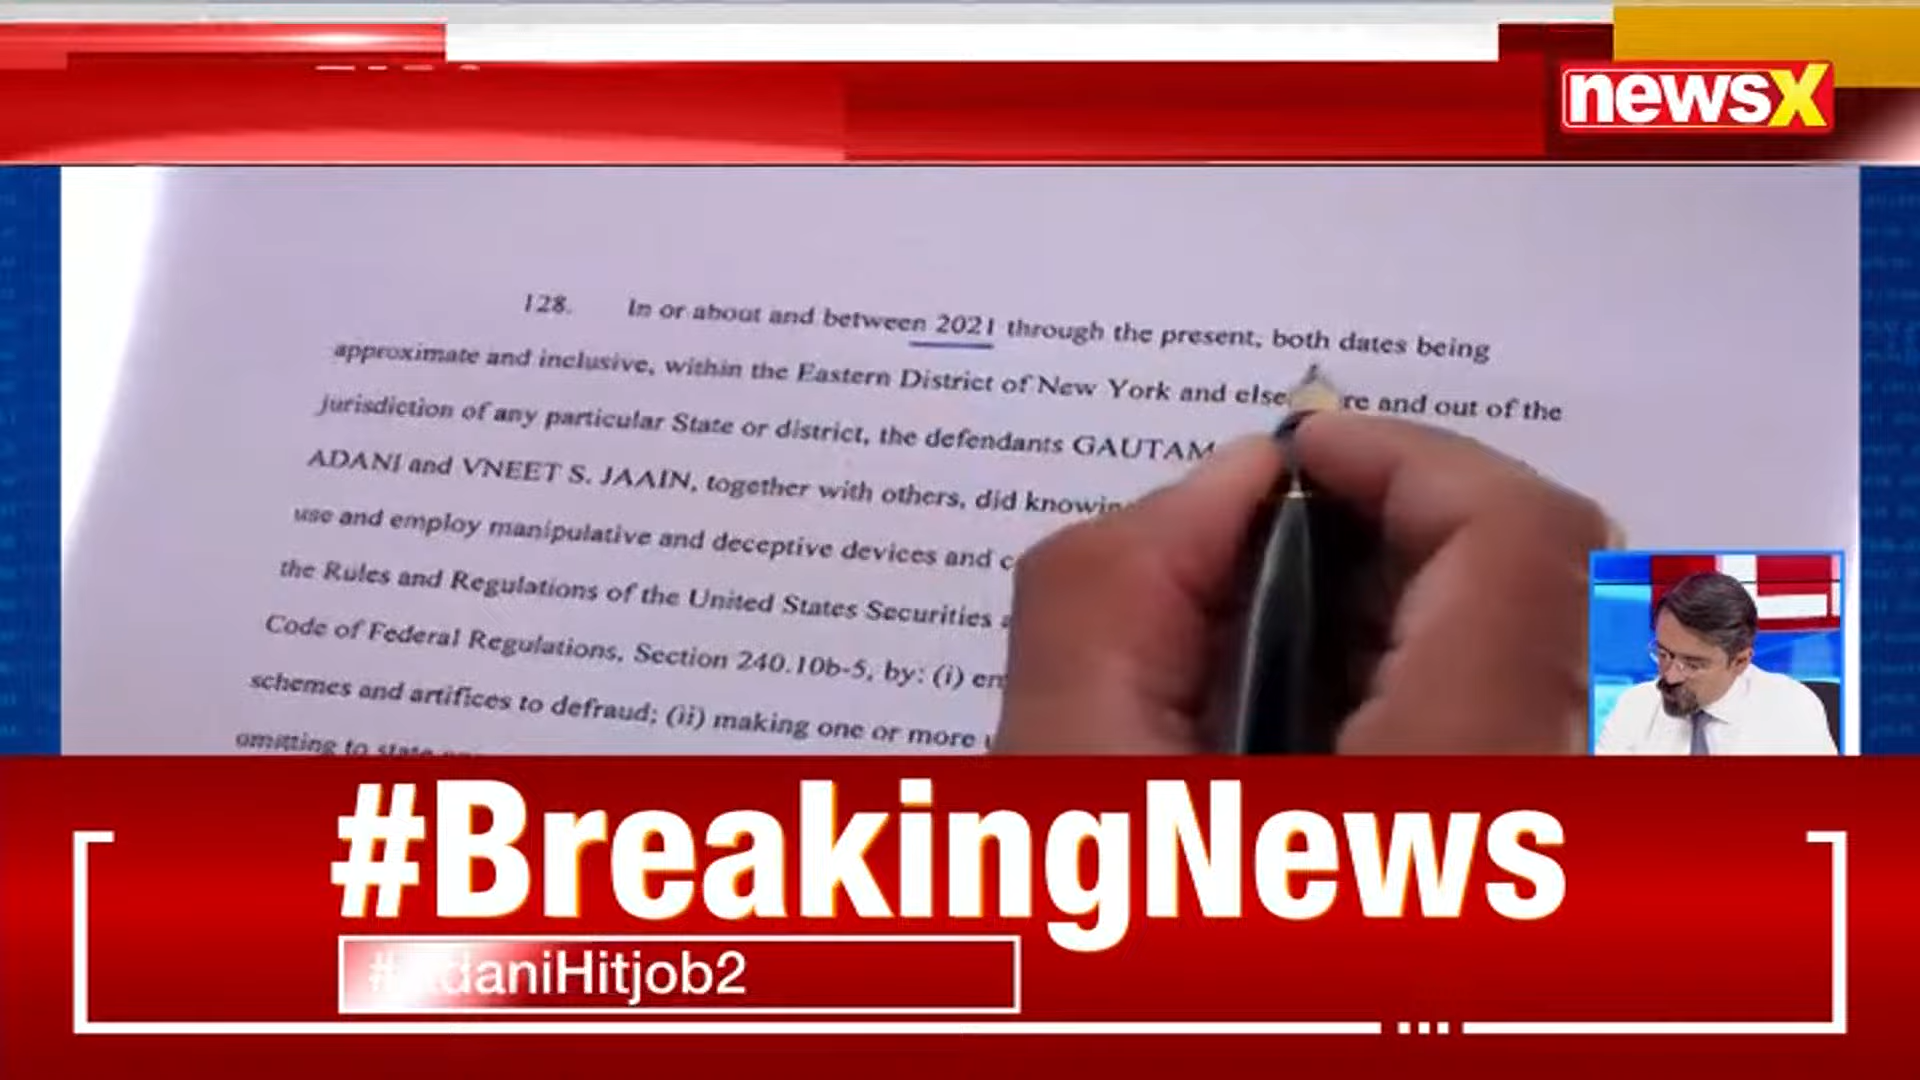 newsX
128. In or about and between 2021 through the present, both dates being
approximate and inclusive, within the Eastern District of New York and re and out of the
jurisdiction of any particular State or district, the defendants GAUTAM
ADANI and VNEET S. JAAIN, together with others, did
use and employ manipulative and deceptive devices and
the Rules and Regulations of the United States Securities
Code of Federal Regulations, Section 240.10b-5, by: (i)
schemes and artifices to defraud; (ii) making one or more
omitting to state
#BreakingNews
#AdaniHitjob2